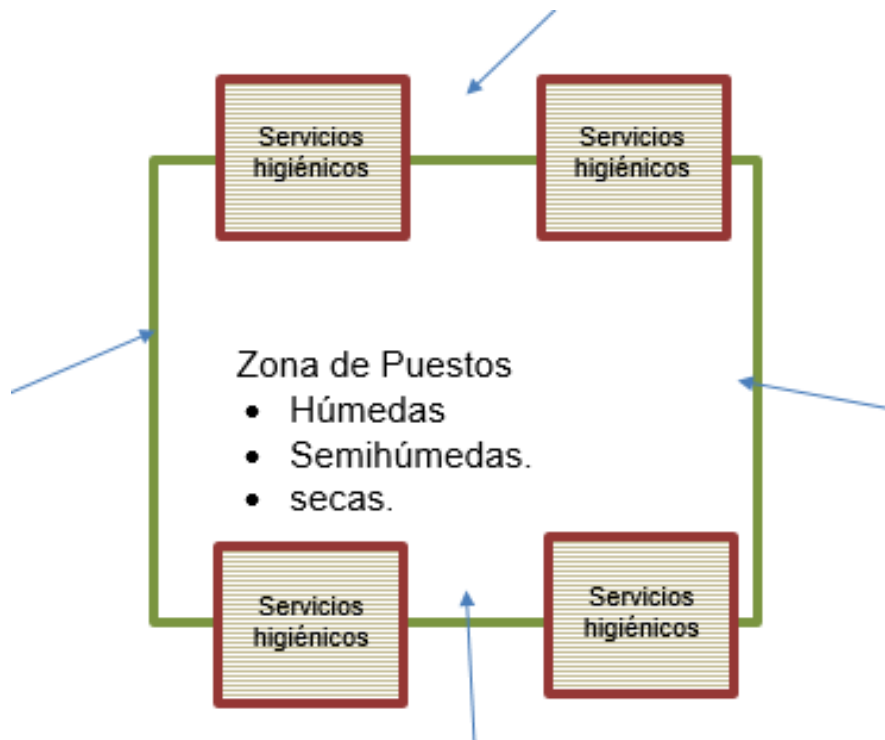 Servicios
higiénicos
Servicios
higiénicos
Zona de Puestos
• Húmedas
• Semihúmedas.
• secas.
Servicios
higiénicos
Servicios
higiénicos